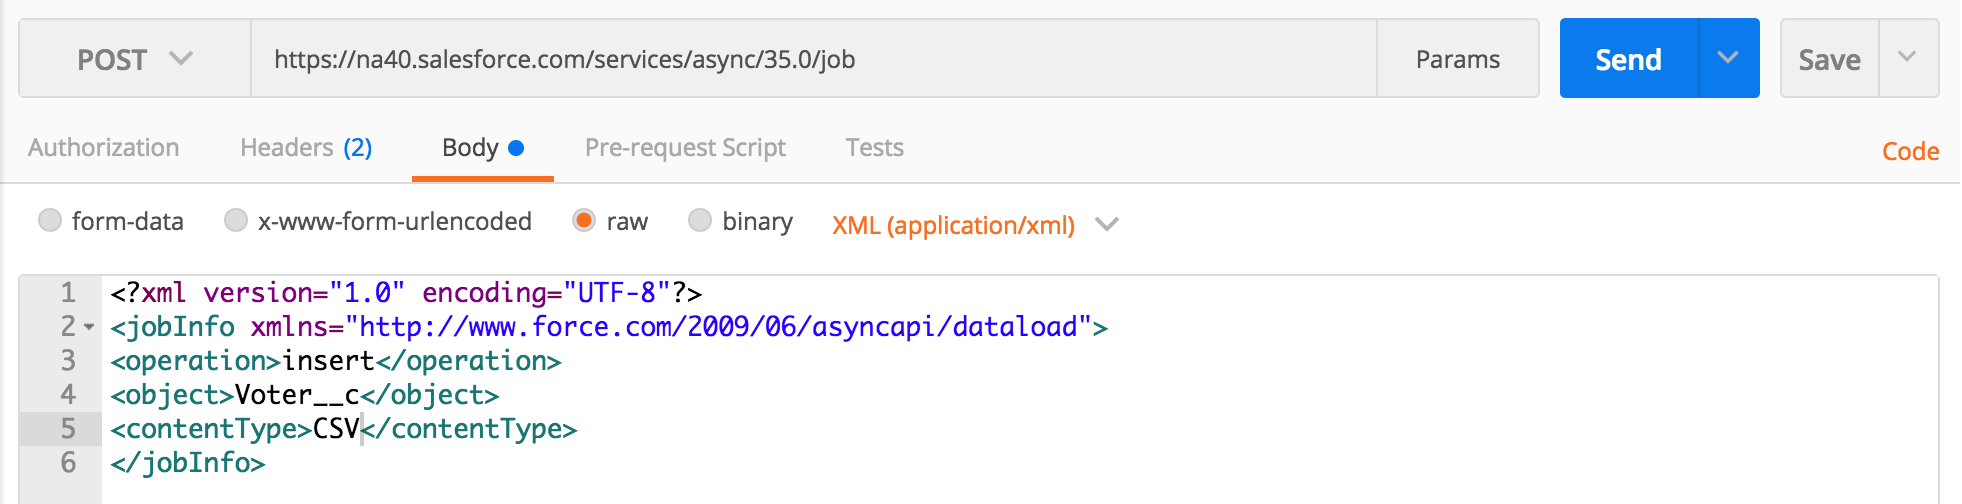 POST https://na40.salesforce.com/services/async/35.0/job Params Send Save
Authorization Headers (2) Body Pre-request Script Tests Code
form-data x-www-form-urlencoded raw binary XML (application/xml)
1 <?xml version="1.0" encoding="UTF-8"?>
2 <jobInfo xmlns="http://www.force.com/2009/06/asyncapi/dataload">
3 <operation>insert</operation>
4 <object>Voter__c</object>
5 <contentType>CSV</contentType>
6 </jobInfo>